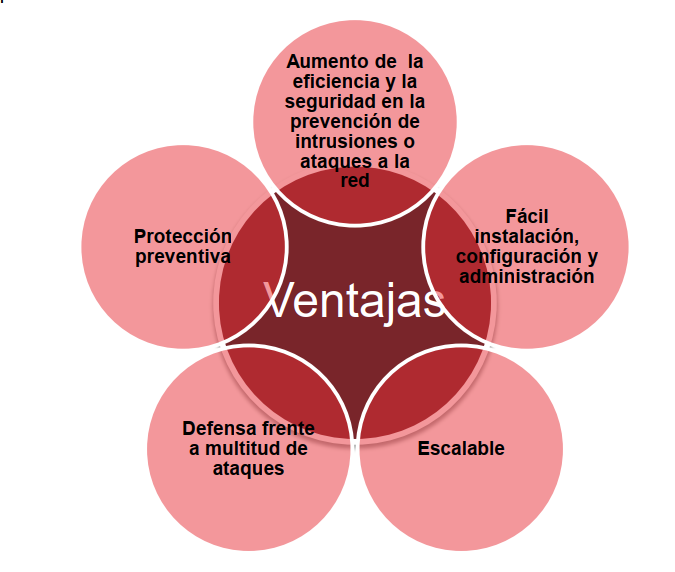 Aumento de la
eficiencia y la
seguridad en la
prevención de
intrusiones o
ataques a la
red
Fácil
instalación,
configuración y
administración
Escalable
Defensa frente
a multitud de
ataques
Protección
preventiva
Ventajas